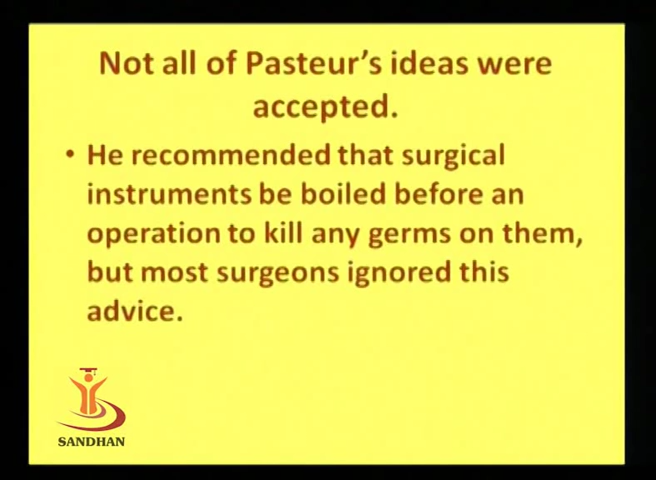 Not all of Pasteur's ideas were
accepted.
• He recommended that surgical
instruments be boiled before an
operation to kill any germs on them,
but most surgeons ignored this
advice.
SANDHAN